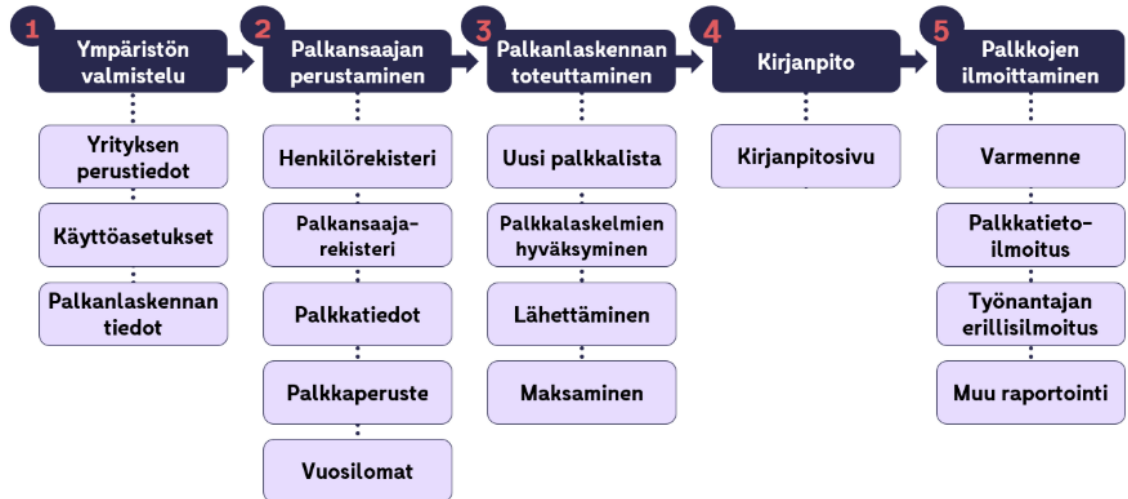 1
Ympäristön
valmistelu
Yrityksen
perustiedot
Käyttöasetukset
Palkanlaskennan
tiedot
2
Palkansaajan
perustaminen
Henkilörekisteri
Palkansaaja-
rekisteri
Palkkatiedot
Palkkaperuste
Vuosilomat
3
Palkanlaskennan
toteuttaminen
Uusi palkkalista
Palkkalaskelmien
hyväksyminen
Lähettäminen
Maksaminen
4
Kirjanpito
Kirjanpitosivu
5
Palkkojen
ilmoittaminen
Varmenne
Palkkatieto-
ilmoitus
Työnantajan
erillisilmoitus
Muu raportointi